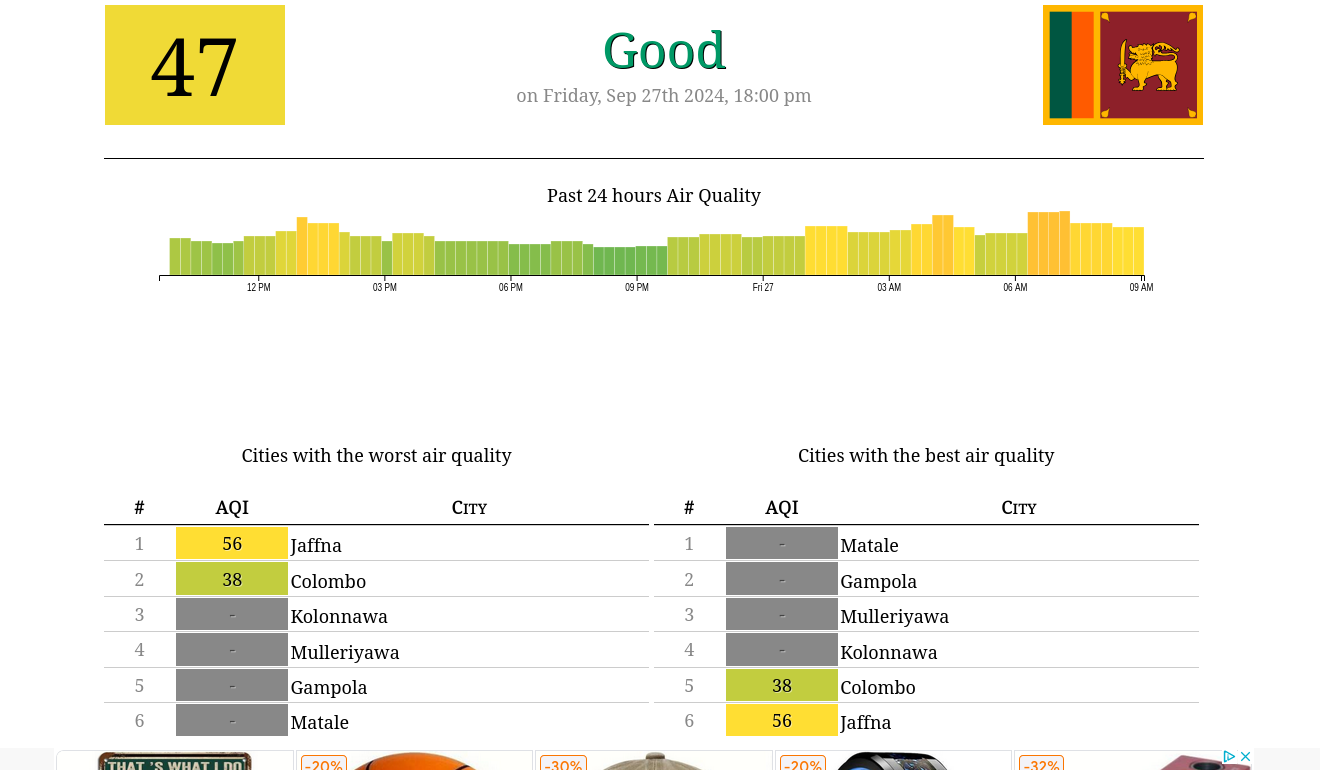 47
Good
on Friday, Sep 27th 2024, 18:00 pm
Past 24 hours Air Quality
12 PM 03 PM 06 PM 09 PM Fri 27 03 AM 06 AM 09 AM
Cities with the worst air quality
# AQI City
1 56 Jaffna
2 38 Colombo
3 - Kolonnawa
4 - Mulleriyawa
5 - Gampola
6 - Matale
Cities with the best air quality
# AQI City
1 - Matale
2 - Gampola
3 - Mulleriyawa
4 - Kolonnawa
5 38 Colombo
6 56 Jaffna
THAT'S WHAT I DO
-20% -30% -20% -32%